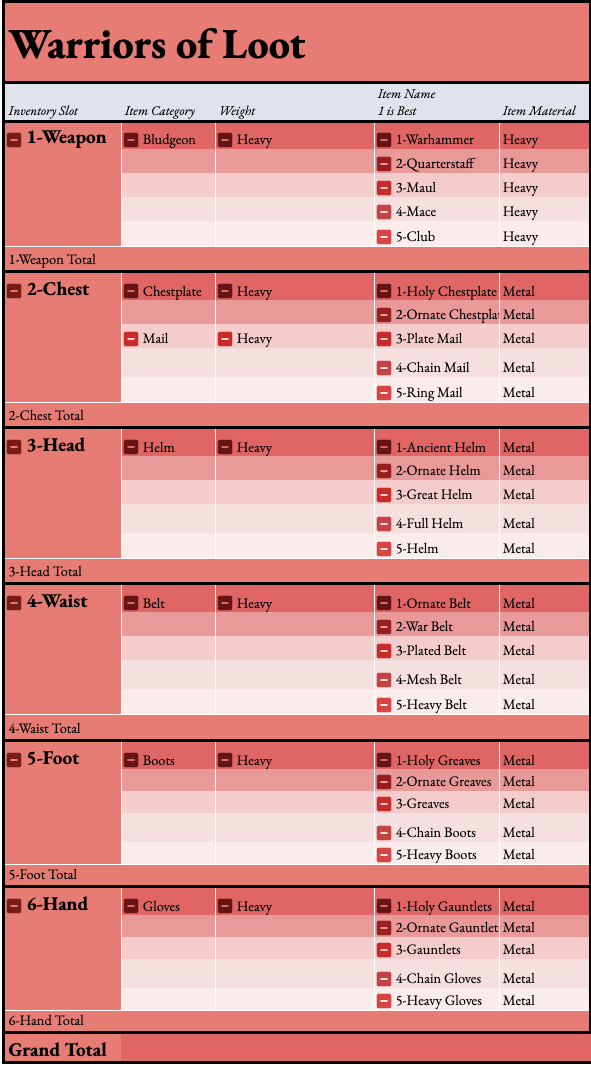 Warriors of Loot
Item Name
Inventory Slot Item Category Weight 1 is Best Item Material
1-Weapon Bludgeon Heavy 1-Warhammer Heavy
2-Quarterstaff Heavy
3-Maul Heavy
4-Mace Heavy
5-Club Heavy
1-Weapon Total
2-Chest Chestplate Heavy 1-Holy Chestplate Metal
2-Ornate Chestplat Metal
Mail Heavy 3-Plate Mail Metal
4-Chain Mail Metal
5-Ring Mail Metal
2-Chest Total
3-Head Helm Heavy 1-Ancient Helm Metal
2-Ornate Helm Metal
3-Great Helm Metal
4-Full Helm Metal
5-Helm Metal
3-Head Total
4-Waist Belt Heavy 1-Ornate Belt Metal
2-War Belt Metal
3-Plated Belt Metal
4-Mesh Belt Metal
5-Heavy Belt Metal
4-Waist Total
5-Foot Boots Heavy 1-Holy Greaves Metal
2-Ornate Greaves Metal
3-Greaves Metal
4-Chain Boots Metal
5-Heavy Boots Metal
5-Foot Total
6-Hand Gloves Heavy 1-Holy Gauntlets Metal
2-Ornate Gauntlet Metal
3-Gauntlets Metal
4-Chain Gloves Metal
5-Heavy Gloves Metal
6-Hand Total
Grand Total